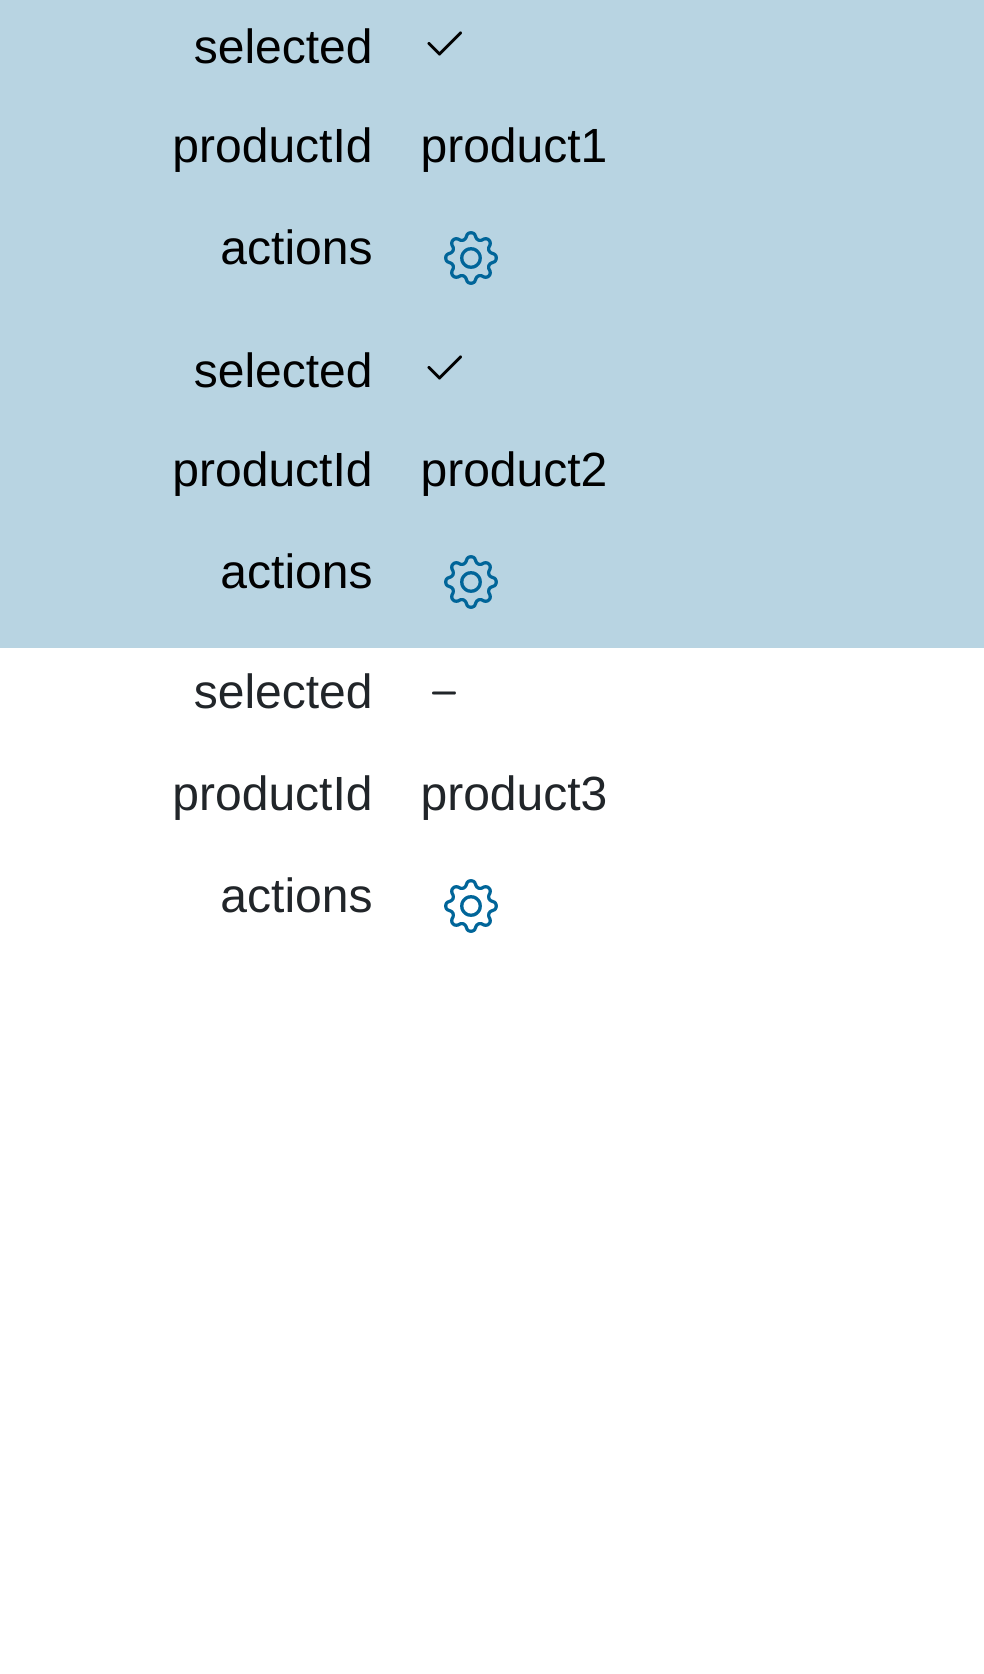 selected
productId product1
actions
selected
productId product2
actions
selected –
productId product3
actions